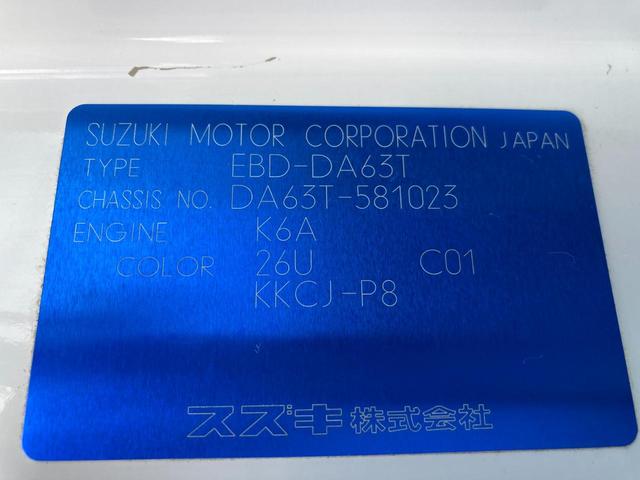 SUZUKI MOTOR CORPORATION JAPAN
TYPE EBD-DA63T
CHASSIS NO. DA63T-581023
ENGINE K6A
COLOR 26U C01
KKCJ-P8
スズキ株式会社